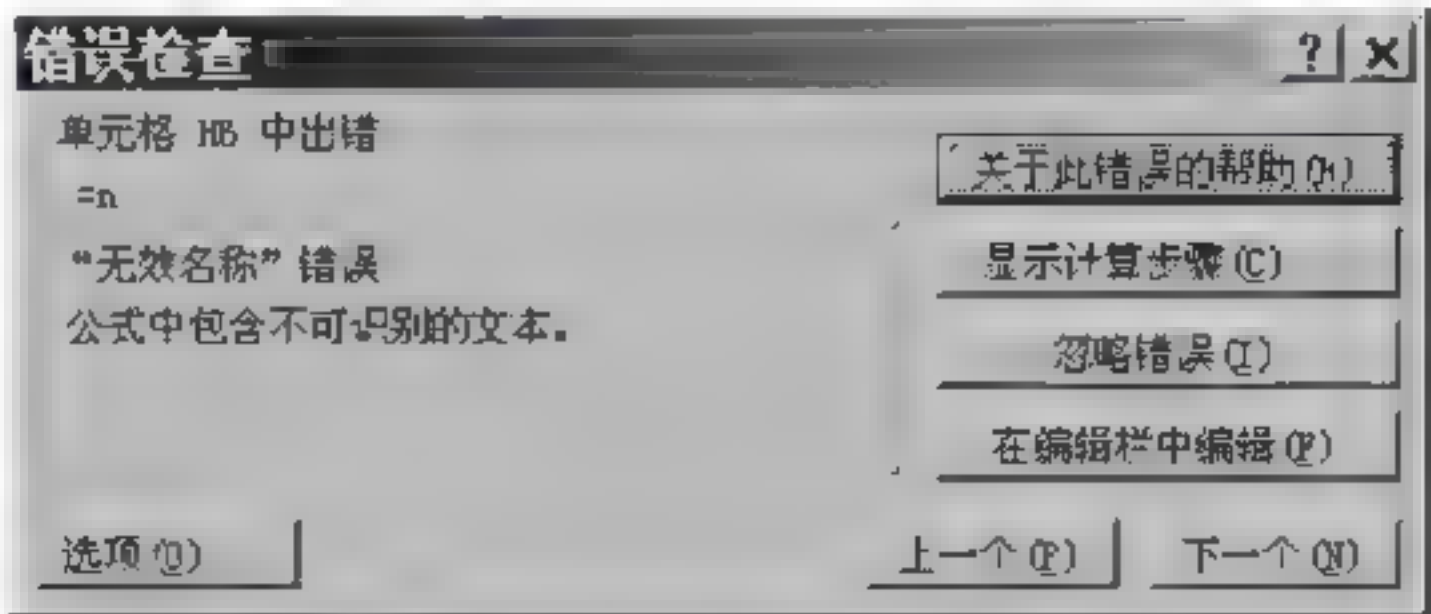 错误检查
单元格 H8 中出错
=n
“无效名称”错误
公式中包含不可识别的文本。
关于此错误的帮助(H)
显示计算步骤(C)
忽略错误(I)
在编辑栏中编辑(F)
选项(O)
上一个(P)
下一个(N)